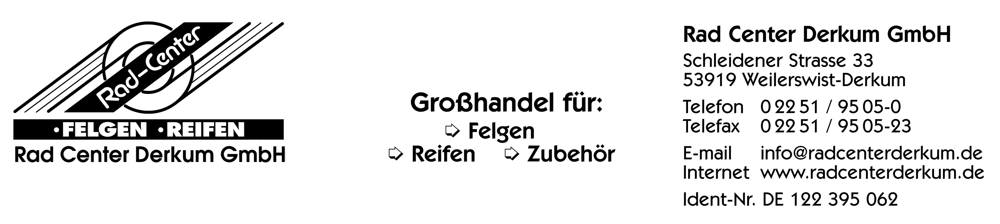 Rad-Center
•FELGEN •REIFEN
Rad Center Derkum GmbH
Großhandel für:
➩ Felgen
➩ Reifen ➩ Zubehör
Rad Center Derkum GmbH
Schleidener Strasse 33
53919 Weilerswist-Derkum
Telefon 0 22 51 / 95 05-0
Telefax 0 22 51 / 95 05-23
E-mail info@radcenterderkum.de
Internet www.radcenterderkum.de
Ident-Nr. DE 122 395 062